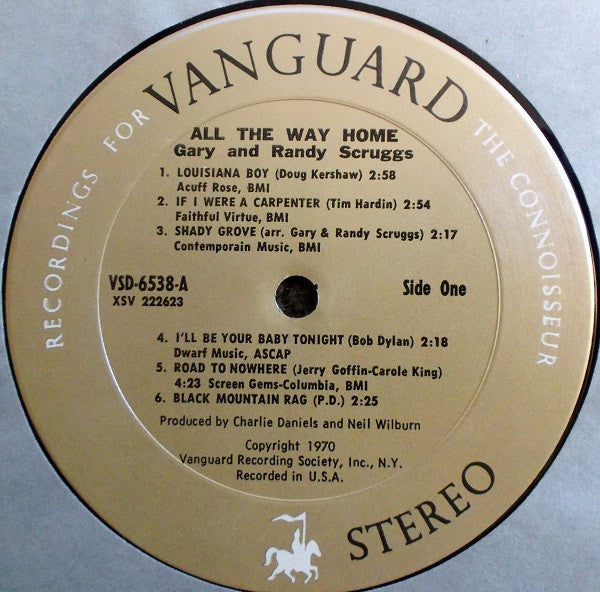 RECORDINGS FOR VANGUARD THE CONNOISSEUR
ALL THE WAY HOME
Gary and Randy Scruggs
1. LOUISIANA BOY (Doug Kershaw) 2:58
Acuff Rose, BMI
2. IF I WERE A CARPENTER (Tim Hardin) 2:54
Faithful Virtue, BMI
3. SHADY GROVE (arr. Gary & Randy Scruggs) 2:17
Contemporain Music, BMI
VSD-6538-A
XSV 222623
Side One
4. I'LL BE YOUR BABY TONIGHT (Bob Dylan) 2:18
Dwarf Music, ASCAP
5. ROAD TO NOWHERE (Jerry Goffin-Carole King)
4:23 Screen Gems-Columbia, BMI
6. BLACK MOUNTAIN RAG (P.D.) 2:25
Produced by Charlie Daniels and Neil Wilburn
Copyright 1970
Vanguard Recording Society, Inc., N.Y.
Recorded in U.S.A.
STEREO